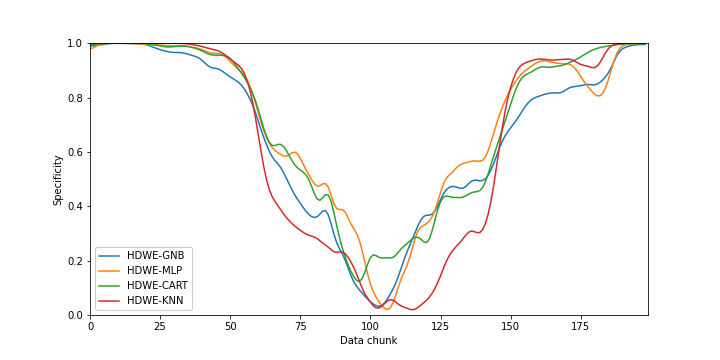 1.0
0.8
0.6
0.4
0.2
0.0
Specificity
HDWE-GNB
HDWE-MLP
HDWE-CART
HDWE-KNN
0 25 50 75 100 125 150 175
Data chunk